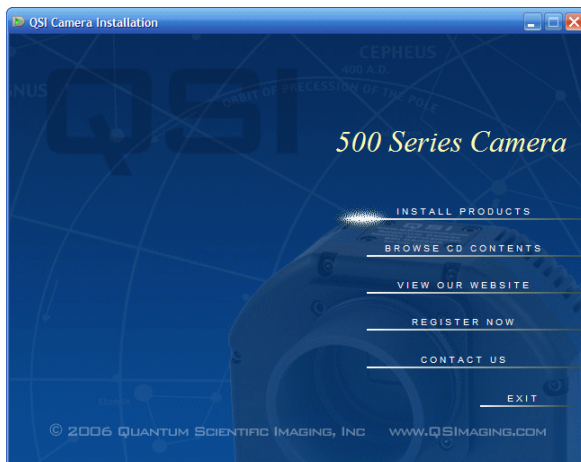 QSI Camera Installation
CEPHEUS
400 A.D.
ORBIT OF PRECESSION OF THE POLE
QSI
500 Series Camera
INSTALL PRODUCTS
BROWSE CD CONTENTS
VIEW OUR WEBSITE
REGISTER NOW
CONTACT US
EXIT
© 2006 QUANTUM SCIENTIFIC IMAGING, INC WWW.QSIMAGING.COM